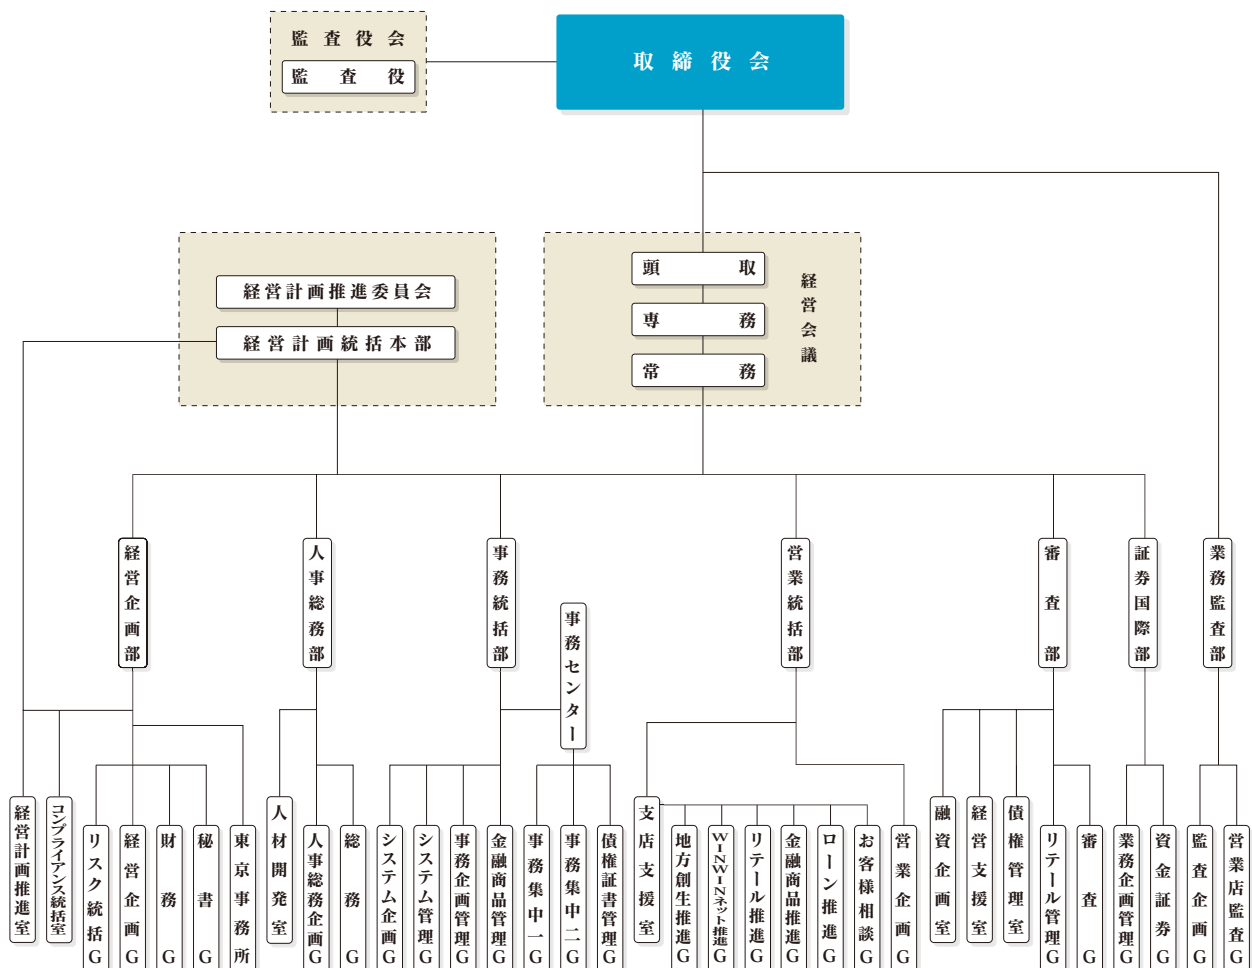 監査役会
監査役
取締役会
経営計画推進委員会
経営計画統括本部
頭取
専務
常務
経営会議
経営企画部
人事総務部
事務統括部
事務センター
営業統括部
審査部
証券国際部
業務監査部
経営計画推進室
コンプライアンス統括室
リスク統括G
経営企画G
財務G
秘書G
東京事務所
人材開発室
人事総務企画G
総務G
システム企画G
システム管理G
事務企画管理G
金融商品管理G
事務集中一G
事務集中二G
債権証書管理G
支店支援室
地方創生推進G
WINWINネット推進G
リテール推進G
金融商品推進G
ローン推進G
お客様相談G
営業企画G
融資企画室
経営支援室
債権管理室
リテール管理G
審査G
業務企画管理G
資金証券G
監査企画G
営業店監査G